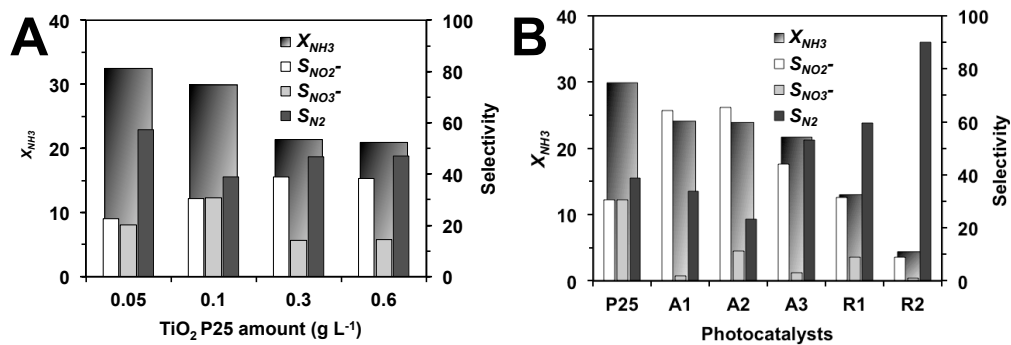 A
40
30
20
10
0
X_NH3
X_NH3
S_NO2-
S_NO3-
S_N2
100
80
60
40
20
0
Selectivity
0.05 0.1 0.3 0.6
TiO2 P25 amount (g L-1)
B
40
30
20
10
0
X_NH3
X_NH3
S_NO2-
S_NO3-
S_N2
100
80
60
40
20
0
Selectivity
P25 A1 A2 A3 R1 R2
Photocatalysts